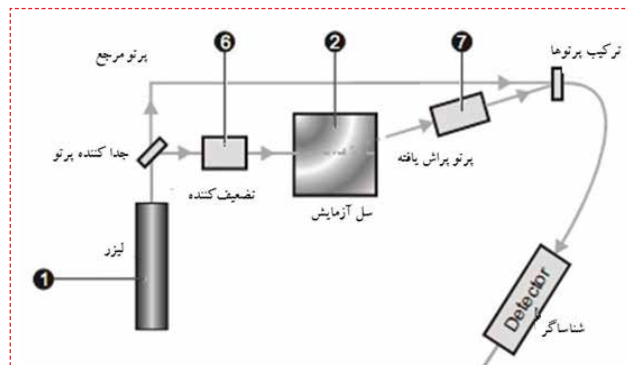 6
2
7
ترکیب پرتوها
پرتو مرجع
جدا کننده پرتو
پرتو پراش یافته
تضعیف‌کننده
سل آزمایش
لیزر
1
Detector
شناساگر